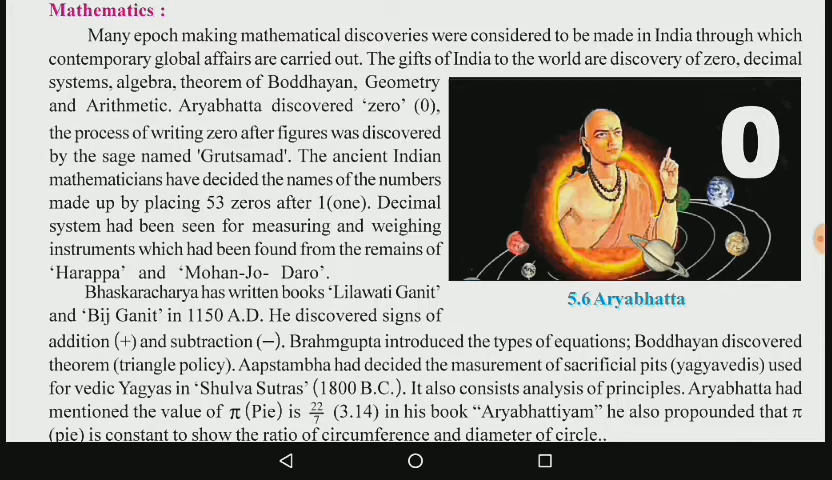 Mathematics :
Many epoch making mathematical discoveries were considered to be made in India through which
contemporary global affairs are carried out. The gifts of India to the world are discovery of zero, decimal
systems, algebra, theorem of Boddhayan, Geometry
and Arithmetic. Aryabhatta discovered ‘zero’ (0),
the process of writing zero after figures was discovered
by the sage named 'Grutsamad'. The ancient Indian
mathematicians have decided the names of the numbers
made up by placing 53 zeros after 1(one). Decimal
system had been seen for measuring and weighing
instruments which had been found from the remains of
‘Harappa’ and ‘Mohan-Jo- Daro’.
0
5.6 Aryabhatta
Bhaskaracharya has written books ‘Lilawati Ganit’
and ‘Bij Ganit’ in 1150 A.D. He discovered signs of
addition (+) and subtraction (−). Brahmgupta introduced the types of equations; Boddhayan discovered
theorem (triangle policy). Aapstambha had decided the masurement of sacrificial pits (yagyavedis) used
for vedic Yagyas in ‘Shulva Sutras’ (1800 B.C.). It also consists analysis of principles. Aryabhatta had
mentioned the value of π (Pie) is 22/7 (3.14) in his book “Aryabhattiyam” he also propounded that π
(pie) is constant to show the ratio of circumference and diameter of circle..